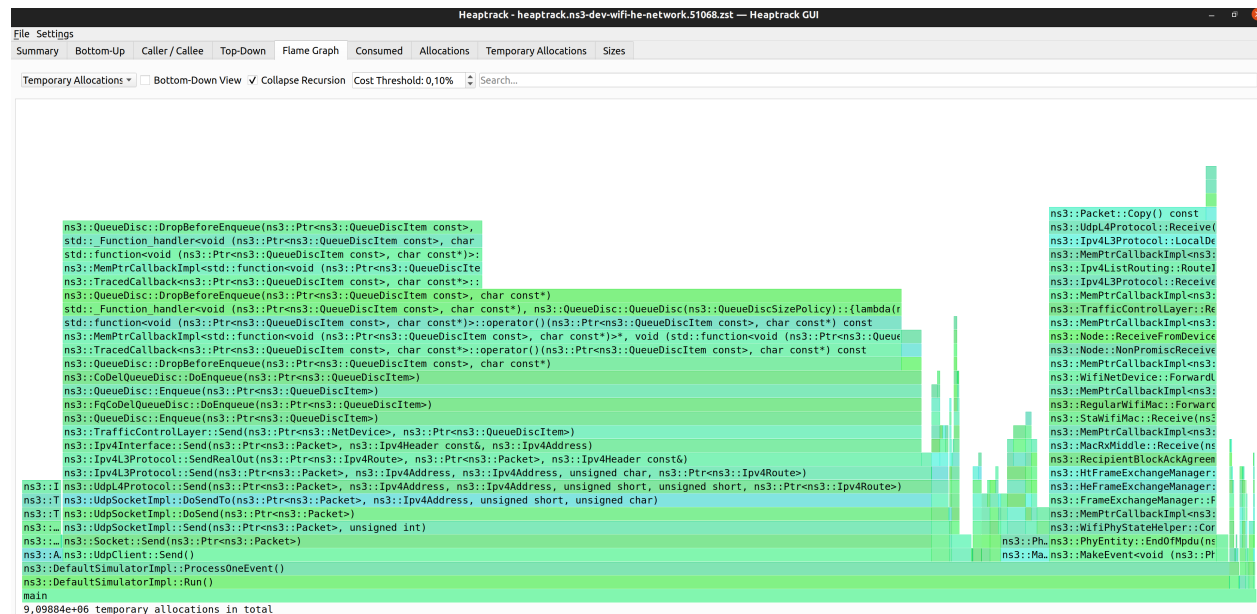 Heaptrack - heaptrack.ns3-dev-wifi-he-network.51068.zst — Heaptrack GUI
File Settings
Summary Bottom-Up Caller / Callee Top-Down Flame Graph Consumed Allocations Temporary Allocations Sizes
Temporary Allocations Bottom-Down View Collapse Recursion Cost Threshold: 0,10% Search...
ns3::Packet::Copy() const
ns3::QueueDisc::DropBeforeEnqueue(ns3::Ptr<ns3::QueueDiscItem const>, ns3::UdpL4Protocol::Receive(
std::_Function_handler<void (ns3::Ptr<ns3::QueueDiscItem const>, char ns3::Ipv4L3Protocol::LocalDe
std::function<void (ns3::Ptr<ns3::QueueDiscItem const>, char const*)>: ns3::MemPtrCallbackImpl<ns3:
ns3::MemPtrCallbackImpl<std::function<void (ns3::Ptr<ns3::QueueDiscIte ns3::Ipv4ListRouting::RouteI
ns3::TracedCallback<ns3::Ptr<ns3::QueueDiscItem const>, char const*>:: ns3::Ipv4L3Protocol::Receive
ns3::QueueDisc::DropBeforeEnqueue(ns3::Ptr<ns3::QueueDiscItem const>, char const*) ns3::MemPtrCallbackImpl<ns3:
std::_Function_handler<void (ns3::Ptr<ns3::QueueDiscItem const>, char const*), ns3::QueueDisc::QueueDisc(ns3::QueueDiscSizePolicy)::{lambda(n ns3::TrafficControlLayer::Re
std::function<void (ns3::Ptr<ns3::QueueDiscItem const>, char const*)>::operator()(ns3::Ptr<ns3::QueueDiscItem const>, char const*) const ns3::MemPtrCallbackImpl<ns3:
ns3::MemPtrCallbackImpl<std::function<void (ns3::Ptr<ns3::QueueDiscItem const>, char const*)>*, void (std::function<void (ns3::Ptr<ns3::Queue ns3::Node::ReceiveFromDevice
ns3::TracedCallback<ns3::Ptr<ns3::QueueDiscItem const>, char const*>::operator()(ns3::Ptr<ns3::QueueDiscItem const>, char const*) const ns3::Node::NonPromiscReceive
ns3::QueueDisc::DropBeforeEnqueue(ns3::Ptr<ns3::QueueDiscItem const>, char const*) ns3::MemPtrCallbackImpl<ns3:
ns3::CoDelQueueDisc::DoEnqueue(ns3::Ptr<ns3::QueueDiscItem>) ns3::WifiNetDevice::ForwardU
ns3::QueueDisc::Enqueue(ns3::Ptr<ns3::QueueDiscItem>) ns3::MemPtrCallbackImpl<ns3:
ns3::FqCoDelQueueDisc::DoEnqueue(ns3::Ptr<ns3::QueueDiscItem>) ns3::RegularWifiMac::Forward
ns3::QueueDisc::Enqueue(ns3::Ptr<ns3::QueueDiscItem>) ns3::StaWifiMac::Receive(ns3
ns3::TrafficControlLayer::Send(ns3::Ptr<ns3::NetDevice>, ns3::Ptr<ns3::QueueDiscItem>) ns3::MemPtrCallbackImpl<ns3:
ns3::Ipv4Interface::Send(ns3::Ptr<ns3::Packet>, ns3::Ipv4Header const&, ns3::Ipv4Address) ns3::MacRxMiddle::Receive(ns
ns3::Ipv4L3Protocol::SendRealOut(ns3::Ptr<ns3::Ipv4Route>, ns3::Ptr<ns3::Packet>, ns3::Ipv4Header const&) ns3::RecipientBlockAckAgreem
ns3::Ipv4L3Protocol::Send(ns3::Ptr<ns3::Packet>, ns3::Ipv4Address, ns3::Ipv4Address, unsigned char, ns3::Ptr<ns3::Ipv4Route>) ns3::HtFrameExchangeManager:
ns3::I ns3::UdpL4Protocol::Send(ns3::Ptr<ns3::Packet>, ns3::Ipv4Address, ns3::Ipv4Address, unsigned short, unsigned short, ns3::Ptr<ns3::Ipv4Route>) ns3::HeFrameExchangeManager:
ns3::T ns3::UdpSocketImpl::DoSendTo(ns3::Ptr<ns3::Packet>, ns3::Ipv4Address, unsigned short, unsigned char) ns3::FrameExchangeManager::P
ns3::T ns3::UdpSocketImpl::DoSend(ns3::Ptr<ns3::Packet>) ns3::MemPtrCallbackImpl<ns3:
ns3::… ns3::UdpSocketImpl::Send(ns3::Ptr<ns3::Packet>, unsigned int) ns3::WifiPhyStateHelper::Con
ns3::… ns3::Socket::Send(ns3::Ptr<ns3::Packet>) ns3::Ph… ns3::PhyEntity::EndOfMpdu(ns
ns3::A… ns3::UdpClient::Send() ns3::Ma… ns3::MakeEvent<void (ns3::Ph
ns3::DefaultSimulatorImpl::ProcessOneEvent()
ns3::DefaultSimulatorImpl::Run()
main
9,09884e+06 temporary allocations in total